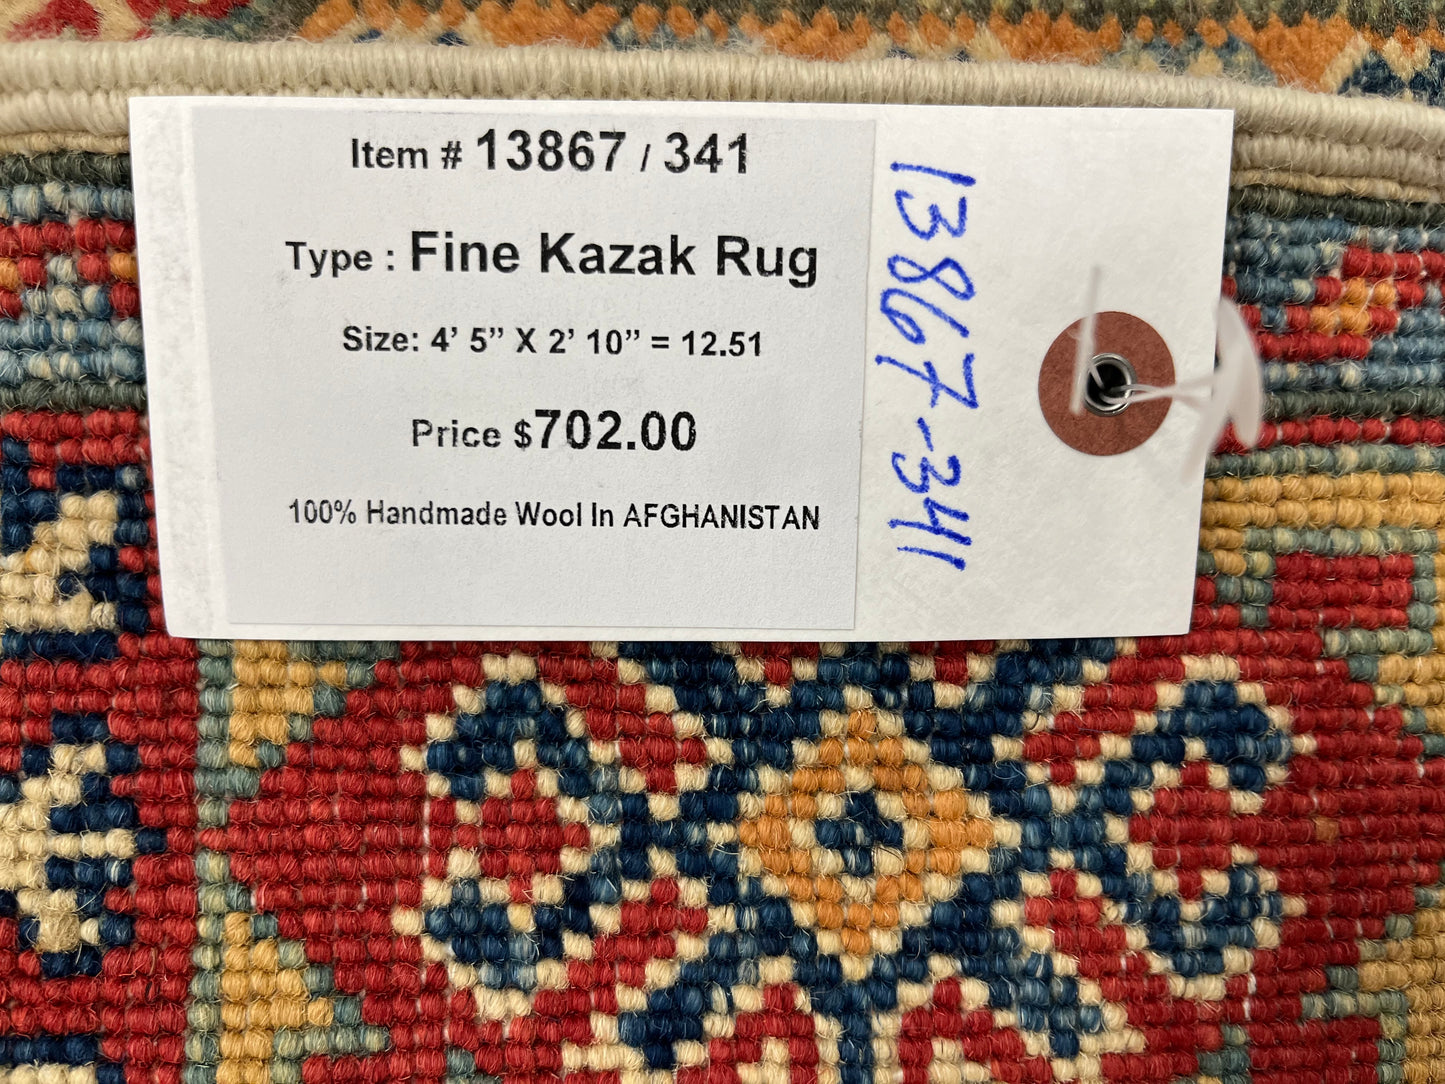 Item # 13867 / 341
Type : Fine Kazak Rug
Size: 4’ 5” X 2’ 10” = 12.51
Price $702.00
100% Handmade Wool In AFGHANISTAN
13867-341